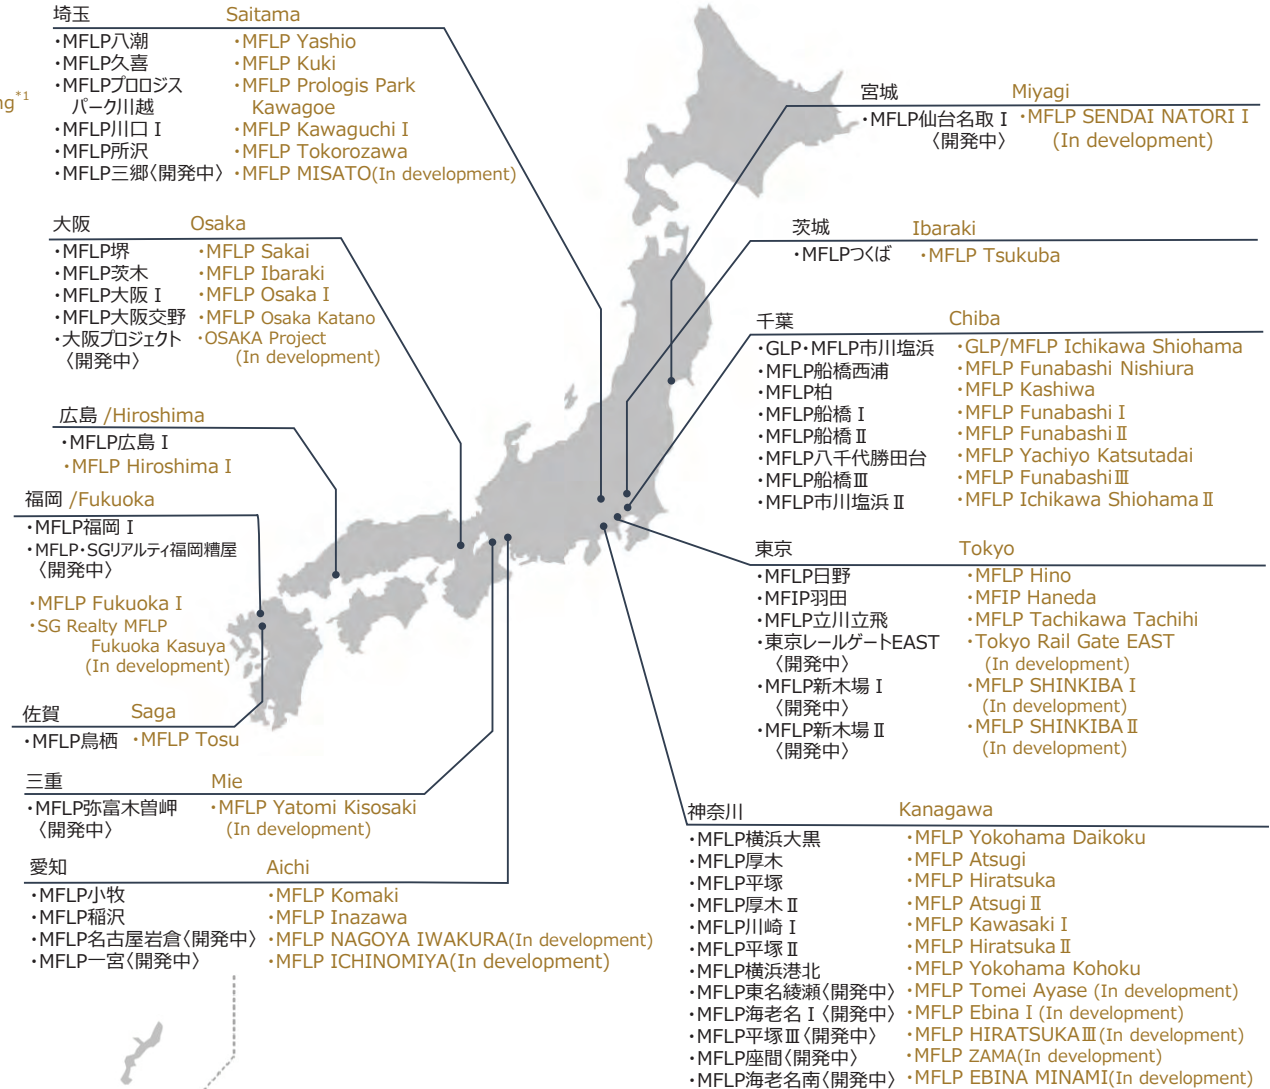 ng*1
埼玉 Saitama
・MFLP八潮 ・MFLP Yashio
・MFLP久喜 ・MFLP Kuki
・MFLPプロロジス ・MFLP Prologis Park
パーク川越 Kawagoe
・MFLP川口Ⅰ ・MFLP Kawaguchi I
・MFLP所沢 ・MFLP Tokorozawa
・MFLP三郷〈開発中〉 ・MFLP MISATO(In development)
宮城 Miyagi
・MFLP仙台名取Ⅰ ・MFLP SENDAI NATORI I
〈開発中〉 (In development)
大阪 Osaka
・MFLP堺 ・MFLP Sakai
・MFLP茨木 ・MFLP Ibaraki
・MFLP大阪Ⅰ ・MFLP Osaka I
・MFLP大阪交野 ・MFLP Osaka Katano
・大阪プロジェクト ・OSAKA Project
〈開発中〉 (In development)
茨城 Ibaraki
・MFLPつくば ・MFLP Tsukuba
千葉 Chiba
・GLP・MFLP市川塩浜 ・GLP/MFLP Ichikawa Shiohama
・MFLP船橋西浦 ・MFLP Funabashi Nishiura
・MFLP柏 ・MFLP Kashiwa
・MFLP船橋Ⅰ ・MFLP Funabashi I
・MFLP船橋Ⅱ ・MFLP FunabashiⅡ
・MFLP八千代勝田台 ・MFLP Yachiyo Katsutadai
・MFLP船橋Ⅲ ・MFLP FunabashiⅢ
・MFLP市川塩浜Ⅱ ・MFLP Ichikawa ShiohamaⅡ
広島 /Hiroshima
・MFLP広島Ⅰ
・MFLP Hiroshima I
福岡 /Fukuoka
・MFLP福岡Ⅰ
・MFLP・SGリアルティ福岡糟屋
〈開発中〉
・MFLP Fukuoka I
・SG Realty MFLP
Fukuoka Kasuya
(In development)
東京 Tokyo
・MFLP日野 ・MFLP Hino
・MFIP羽田 ・MFIP Haneda
・MFLP立川立飛 ・MFLP Tachikawa Tachihi
・東京レールゲートEAST ・Tokyo Rail Gate EAST
〈開発中〉 (In development)
・MFLP新木場Ⅰ ・MFLP SHINKIBA I
〈開発中〉 (In development)
・MFLP新木場Ⅱ ・MFLP SHINKIBAⅡ
〈開発中〉 (In development)
佐賀 Saga
・MFLP鳥栖 ・MFLP Tosu
三重 Mie
・MFLP弥富木曽岬 ・MFLP Yatomi Kisosaki
〈開発中〉 (In development)
愛知 Aichi
・MFLP小牧 ・MFLP Komaki
・MFLP稲沢 ・MFLP Inazawa
・MFLP名古屋岩倉〈開発中〉 ・MFLP NAGOYA IWAKURA(In development)
・MFLP一宮〈開発中〉 ・MFLP ICHINOMIYA(In development)
神奈川 Kanagawa
・MFLP横浜大黒 ・MFLP Yokohama Daikoku
・MFLP厚木 ・MFLP Atsugi
・MFLP平塚 ・MFLP Hiratsuka
・MFLP厚木Ⅱ ・MFLP AtsugiⅡ
・MFLP川崎Ⅰ ・MFLP Kawasaki I
・MFLP平塚Ⅱ ・MFLP HiratsukaⅡ
・MFLP横浜港北 ・MFLP Yokohama Kohoku
・MFLP東名綾瀬〈開発中〉 ・MFLP Tomei Ayase (In development)
・MFLP海老名Ⅰ〈開発中〉 ・MFLP Ebina I (In development)
・MFLP平塚Ⅲ〈開発中〉 ・MFLP HIRATSUKAⅢ(In development)
・MFLP座間〈開発中〉 ・MFLP ZAMA(In development)
・MFLP海老名南〈開発中〉 ・MFLP EBINA MINAMI(In development)